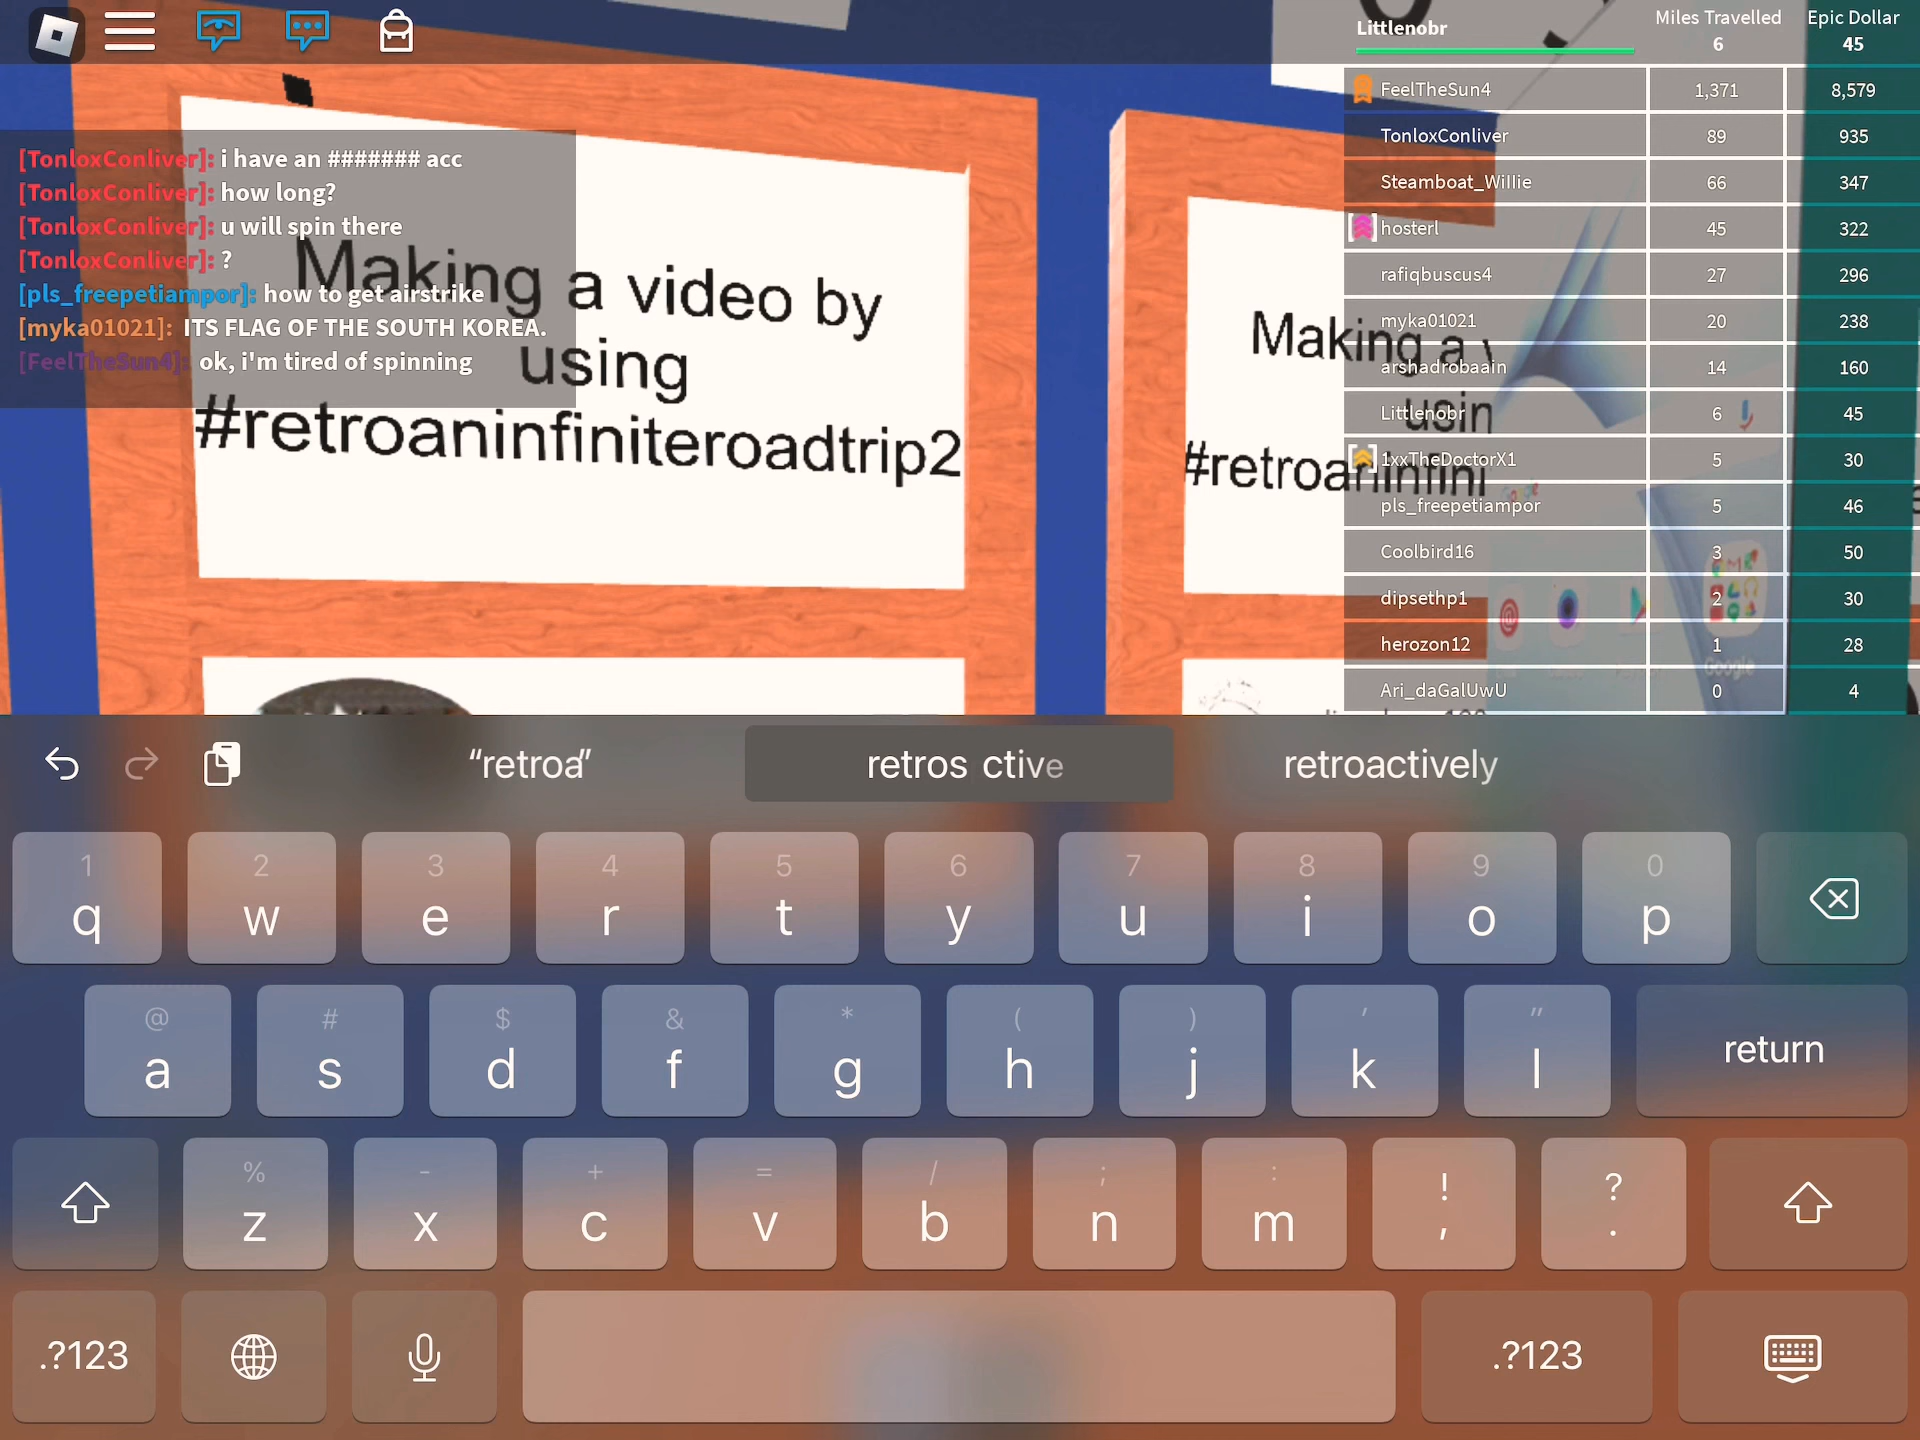 Littlenobr
Miles Travelled
6
Epic Dollar
45
FeelTheSun4 1,371 8,579
TonloxConliver 89 935
Steamboat_Willie 66 347
hosterl 45 322
rafiqbuscus4 27 296
myka01021 20 238
arshadrobaain 14 160
Littlenobr 6 45
1xxTheDoctorX1 5 30
pls_freepetiampor 5 46
Coolbird16 3 50
dipsethp1 2 30
herozon12 1 28
Ari_daGalUwU 0 4
[TonloxConliver]: i have an ####### acc
[TonloxConliver]: how long?
[TonloxConliver]: u will spin there
[TonloxConliver]: ?
[pls_freepetiampor]: how to get airstrike
[myka01021]: ITS FLAG OF THE SOUTH KOREA.
[FeelTheSun4]: ok, i'm tired of spinning
Making a video by
using
#retroaninfiniteroadtrip2
Making a
usin
#retroaninfini
Google
“retroa” retros ctive retroactively
1 2 3 4 5 6 7 8 9 0
q w e r t y u i o p
@ # $ & * ( ) ' "
a s d f g h j k l return
% - + = / ; : ! ?
z x c v b n m , .
.?123 .?123